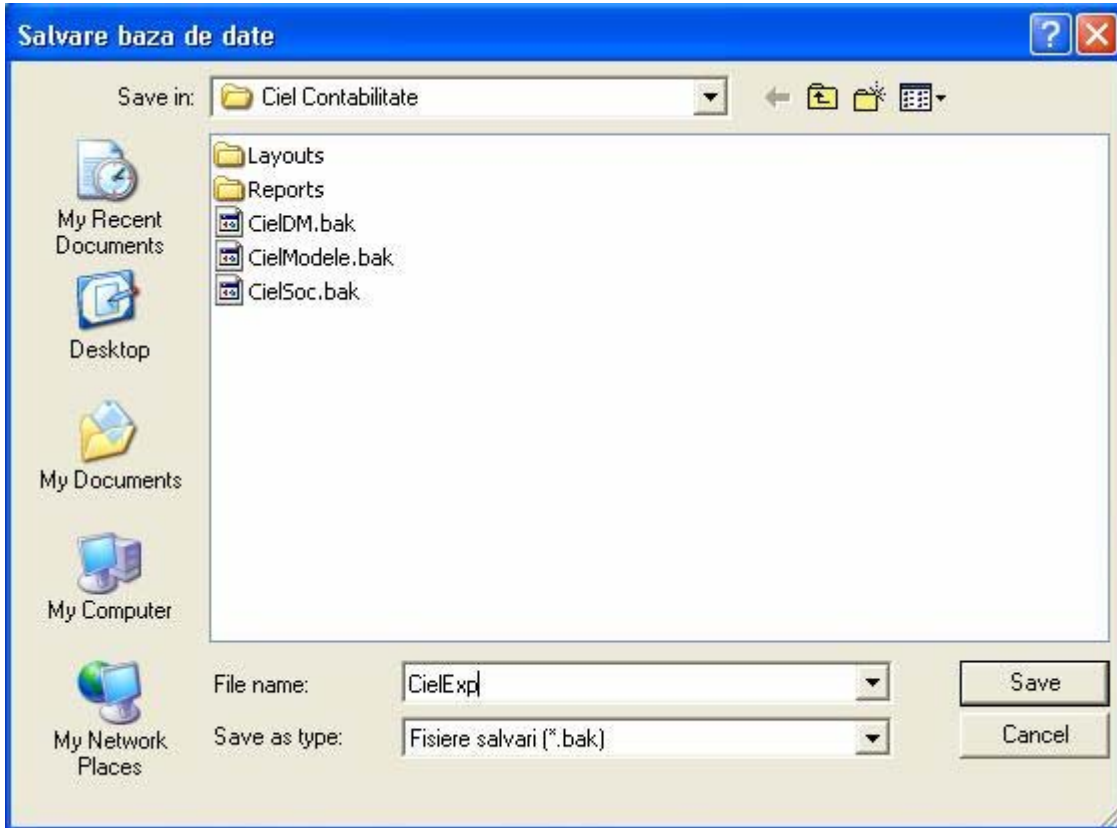 Salvare baza de date
Save in:
Ciel Contabilitate
Layouts
Reports
CielDM.bak
CielModele.bak
CielSoc.bak
My Recent
Documents
Desktop
My Documents
My Computer
My Network
Places
File name:
CielExp
Save
Save as type:
Fisiere salvari (*.bak)
Cancel